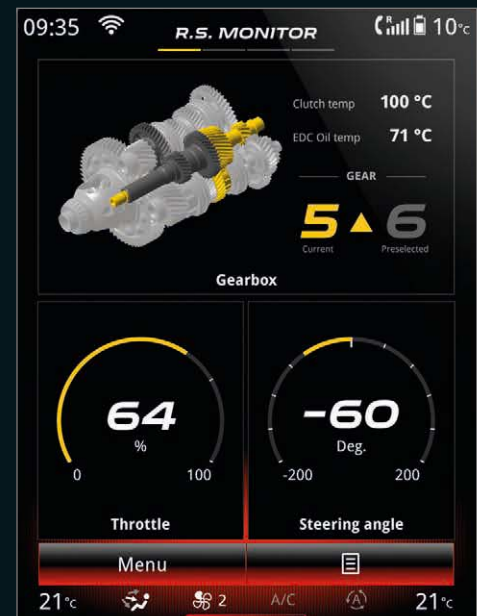 09:35 R.S. MONITOR R 10°C
Clutch temp 100 °C
EDC Oil temp 71 °C
GEAR
5 6
Current Preselected
Gearbox
64 -60
% Deg.
0 100 -200 200
Throttle Steering angle
Menu
21°C 2 A/C A 21°C